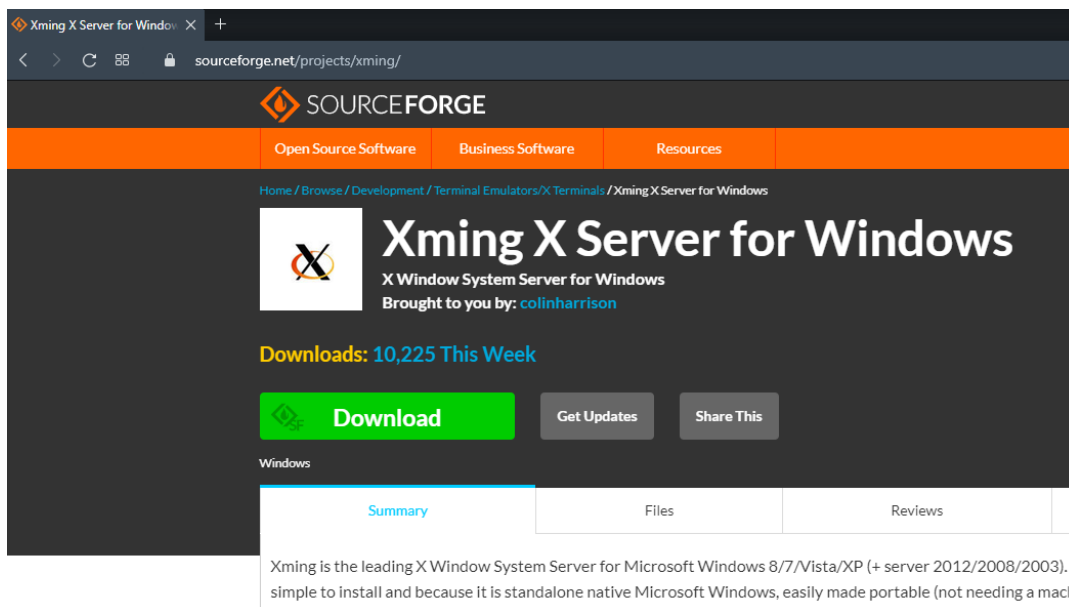 Xming X Server for Window
sourceforge.net/projects/xming/
SOURCEFORGE
Open Source Software Business Software Resources
Home / Browse / Development / Terminal Emulators/X Terminals / Xming X Server for Windows
Xming X Server for Windows
X Window System Server for Windows
Brought to you by: colinharrison
Downloads: 10,225 This Week
SF Download Get Updates Share This
Windows
Summary Files Reviews
Xming is the leading X Window System Server for Microsoft Windows 8/7/Vista/XP (+ server 2012/2008/2003).
simple to install and because it is standalone native Microsoft Windows, easily made portable (not needing a mac